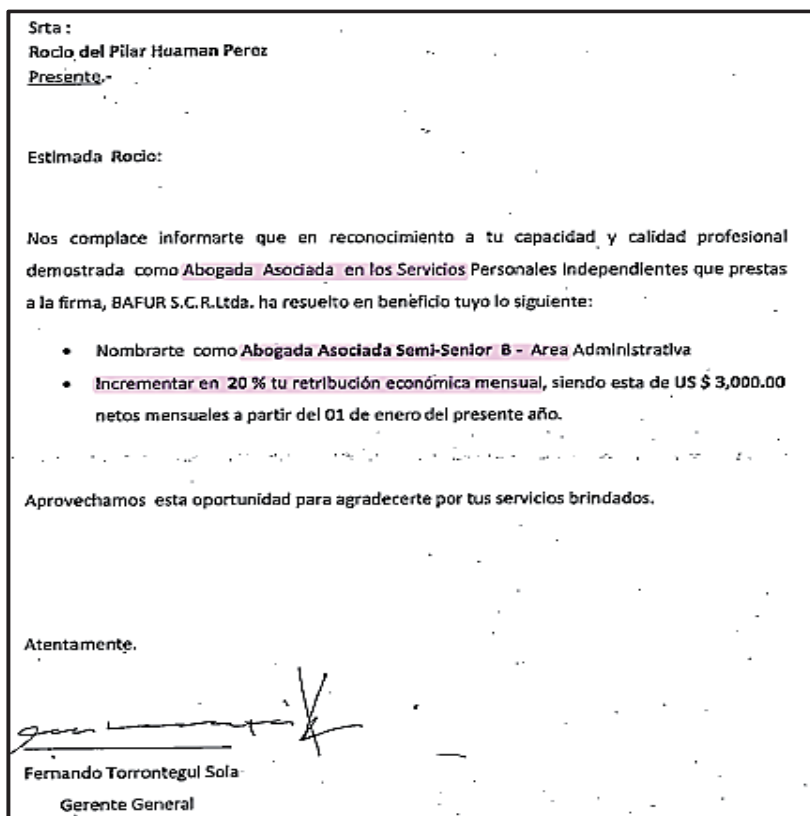 Srta :
Rocio del Pilar Huaman Perez
Presente.-
Estimada Rocio:
Nos complace informarte que en reconocimiento a tu capacidad y calidad profesional
demostrada como Abogada Asociada en los Servicios Personales Independientes que prestas
a la firma, BAFUR S.C.R.Ltda. ha resuelto en beneficio tuyo lo siguiente:
• Nombrarte como Abogada Asociada Semi-Senior B - Area Administrativa
• Incrementar en 20 % tu retribución económica mensual, siendo esta de US $ 3,000.00
netos mensuales a partir del 01 de enero del presente año.
Aprovechamos esta oportunidad para agradecerte por tus servicios brindados.
Atentamente.
Fernando Torrontegui Sola
Gerente General